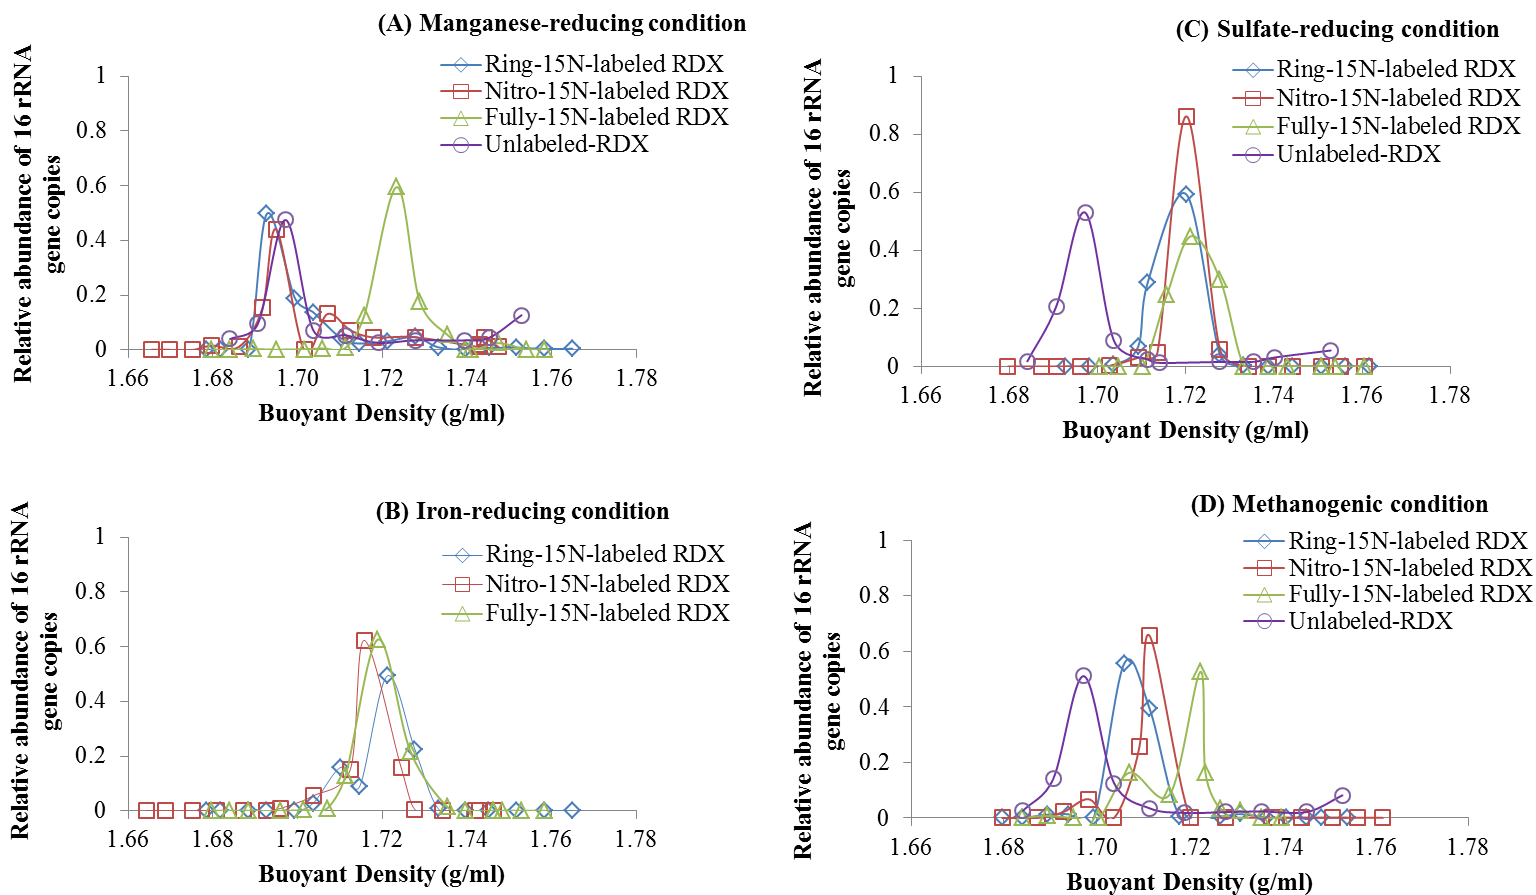 (A) Manganese-reducing condition
Relative abundance of 16 rRNA
gene copies
Ring-15N-labeled RDX
Nitro-15N-labeled RDX
Fully-15N-labeled RDX
Unlabeled-RDX
1
0.8
0.6
0.4
0.2
0
1.66 1.68 1.70 1.72 1.74 1.76 1.78
Buoyant Density (g/ml)
(C) Sulfate-reducing condition
Relative abundance of 16 rRNA
gene copies
Ring-15N-labeled RDX
Nitro-15N-labeled RDX
Fully-15N-labeled RDX
Unlabeled-RDX
1
0.8
0.6
0.4
0.2
0
1.66 1.68 1.70 1.72 1.74 1.76 1.78
Buoyant Density (g/ml)
(B) Iron-reducing condition
Relative abundance of 16 rRNA
gene copies
Ring-15N-labeled RDX
Nitro-15N-labeled RDX
Fully-15N-labeled RDX
1
0.8
0.6
0.4
0.2
0
1.66 1.68 1.70 1.72 1.74 1.76 1.78
Buoyant Density (g/ml)
(D) Methanogenic condition
Relative abundance of 16 rRNA
gene copies
Ring-15N-labeled RDX
Nitro-15N-labeled RDX
Fully-15N-labeled RDX
Unlabeled-RDX
1
0.8
0.6
0.4
0.2
0
1.66 1.68 1.70 1.72 1.74 1.76 1.78
Buoyant Density (g/ml)